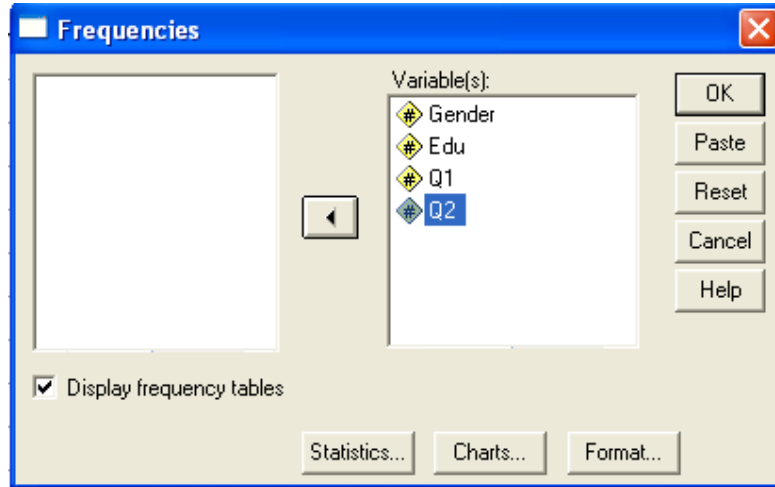 Frequencies
Variable(s):
# Gender
# Edu
# Q1
# Q2
OK
Paste
Reset
Cancel
Help
Display frequency tables
Statistics...
Charts...
Format...